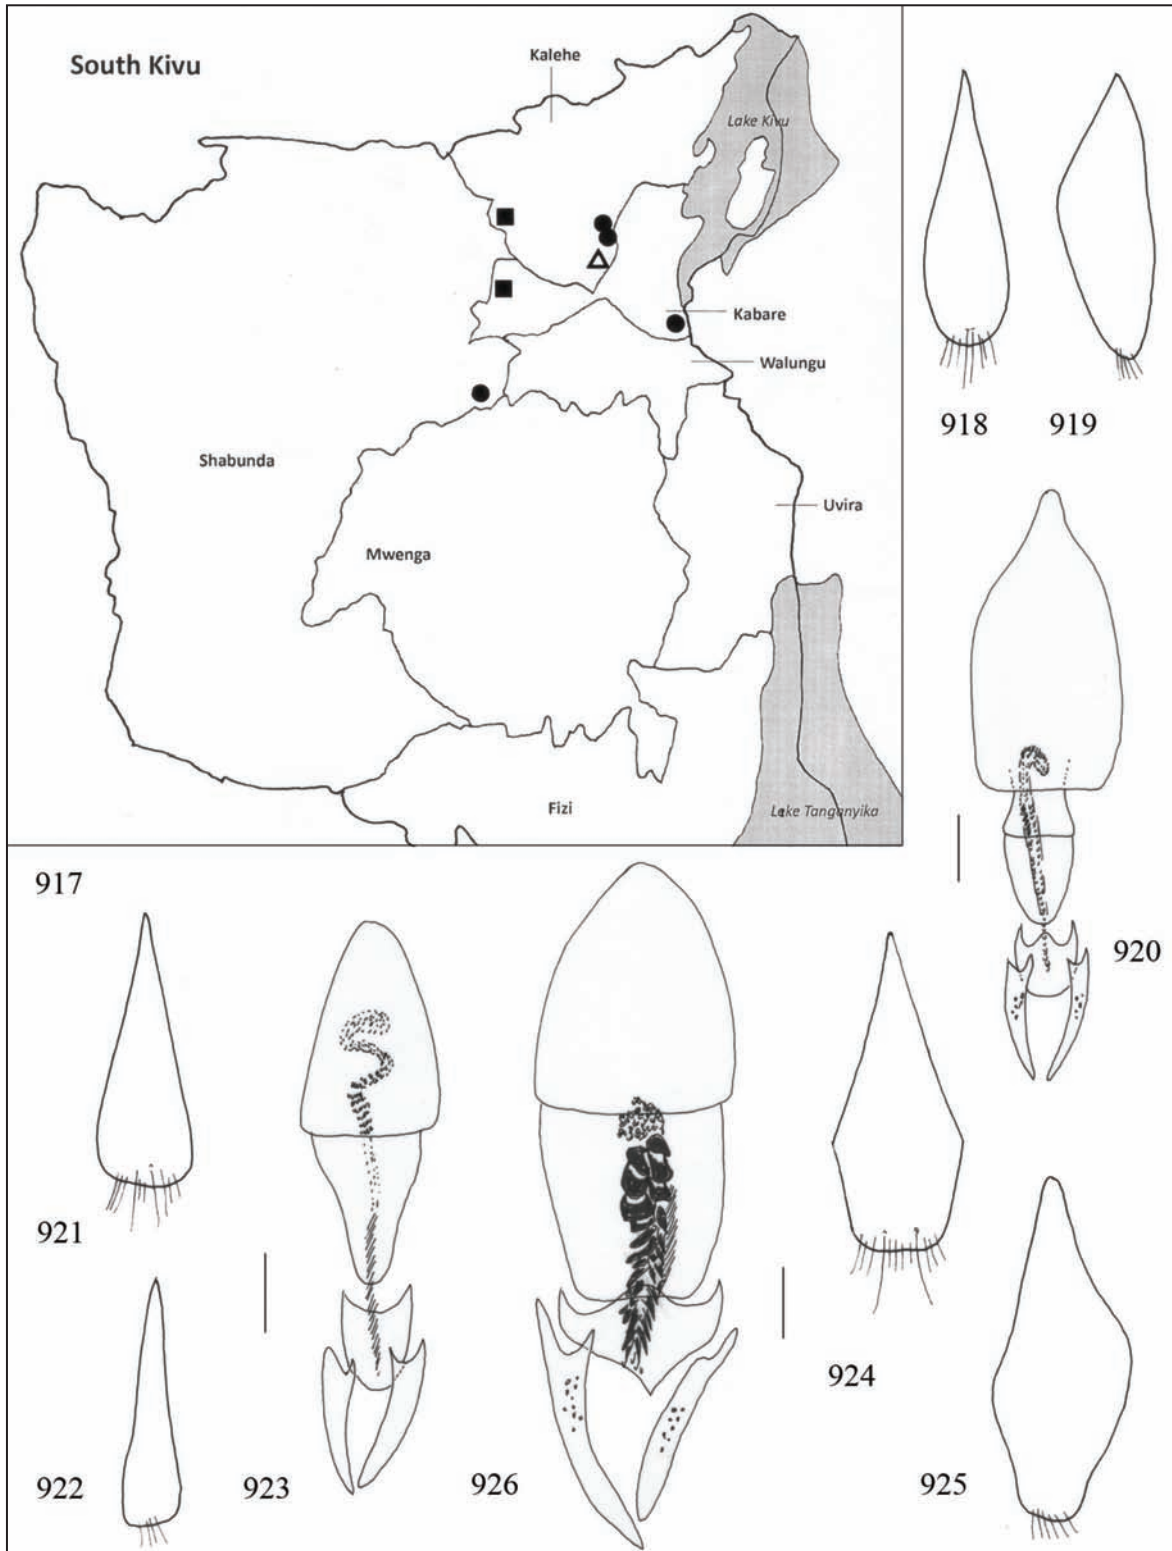 South Kivu
Kalehe
Lake Kivu
Kabare
Walungu
Shabunda
Uvira
Mwenga
Fizi
Lake Tanganyika
917
918
919
920
921
922
923
926
924
925